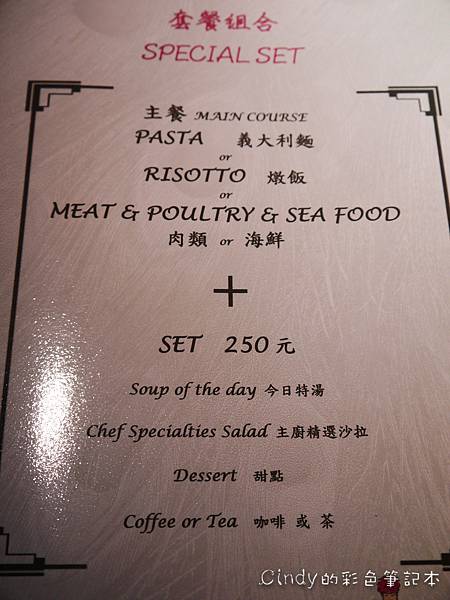 套餐組合
SPECIAL SET
主餐 MAIN COURSE
PASTA 義大利麵
or
RISOTTO 燉飯
or
MEAT & POULTRY & SEA FOOD
肉類 or 海鮮
+
SET 250 元
Soup of the day 今日特湯
Chef Specialties Salad 主廚精選沙拉
Dessert 甜點
Coffee or Tea 咖啡 或 茶
Cindy的彩色筆記本